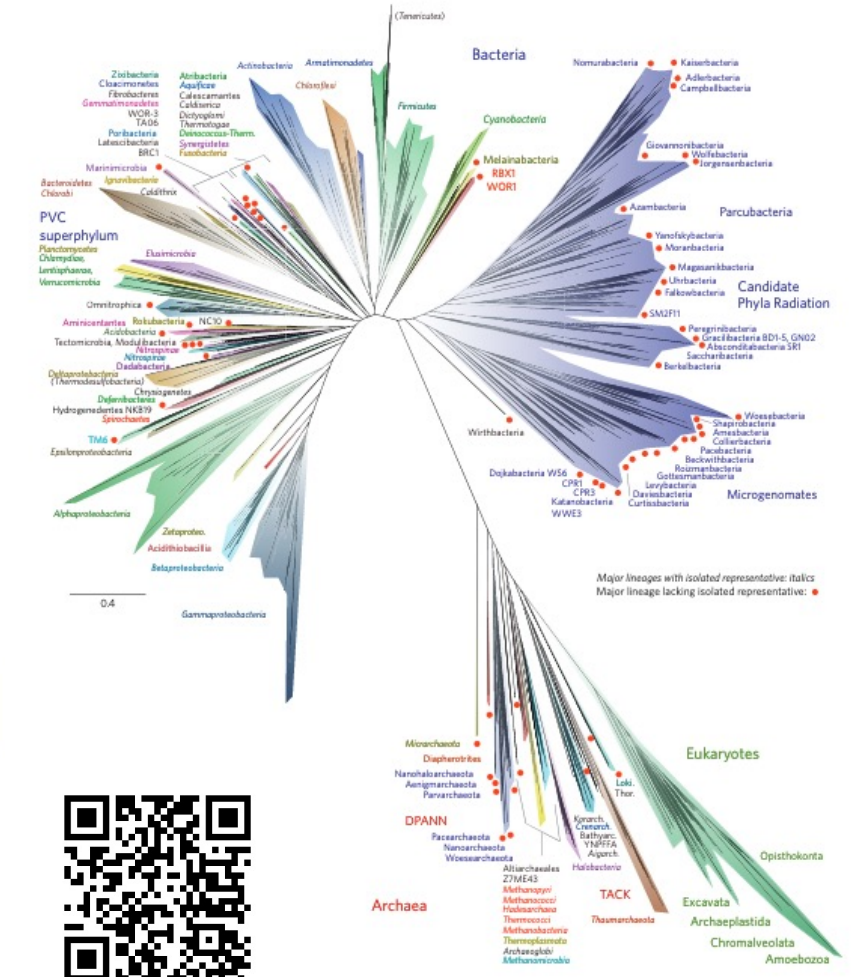 (Tenericutes)
Bacteria
Nomurabacteria
Kaiserbacteria
Adlerbacteria
Campbellbacteria
Zixibacteria
Cloacimonetes
Fibrobacteres
Gemmatimonadetes
WOR-3
TA06
Poribacteria
Latescibacteria
BRC1
Atribacteria
Aquificae
Calescamantes
Caldiserica
Dictyoglomi
Thermotogae
Deinococcus-Therm.
Synergistetes
Fusobacteria
Actinobacteria
Armatimonadetes
Chloroflexi
Firmicutes
Cyanobacteria
Melainabacteria
RBX1
WOR1
Giovannonibacteria
Wolfebacteria
Jorgensenbacteria
Azambacteria
Parcubacteria
Yanofskybacteria
Moranbacteria
Magasanikbacteria
Uhrbacteria
Falkowbacteria
Candidate
Phyla Radiation
SM2F11
Peregrinibacteria
Gracilibacteria BD1-5, GN02
Absconditabacteria SR1
Saccharibacteria
Berkelbacteria
Marinimicrobia
Ignavibacteria
Bacteroidetes
Chlorobi
Caldithrix
PVC
superphylum
Planctomycetes
Chlamydiae,
Lentisphaerae,
Verrucomicrobia
Elusimicrobia
Omnitrophica
Aminicentantes
Rokubacteria
NC10
Acidobacteria
Tectomicrobia, Modulibacteria
Nitrospinae
Nitrospirae
Dadabacteria
Deltaprotebacteria
(Thermodesulfobacteria)
Chrysiogenetes
Deferribacteres
Hydrogenedentes NKB19
Spirochaetes
TM6
Epsilonproteobacteria
Wirthbacteria
Woesebacteria
Shapirobacteria
Amesbacteria
Collierbacteria
Pacebacteria
Beckwithbacteria
Roizmanbacteria
Gottesmanbacteria
Levybacteria
Daviesbacteria
Curtissbacteria
Microgenomates
Dojkabacteria WS6
CPR1
CPR3
Katanobacteria
WWE3
Alphaproteobacteria
Zetaproteo.
Acidithiobacillia
Betaproteobacteria
Gammaproteobacteria
0.4
Major lineages with isolated representative: italics
Major lineage lacking isolated representative:
Micrarchaeota
Diapherotrites
Nanohaloarchaeota
Aenigmarchaeota
Parvarchaeota
DPANN
Pacearchaeota
Nanoarchaeota
Woesearchaeota
Loki.
Thor.
Korarch.
Crenarch.
Bathyarc.
YNPFFA
Aigarch.
Halobacteria
Altiarchaeales
Z7ME43
Methanopyri
Methanococci
Hadesarchaea
Thermococci
Methanobacteria
Thermoplasmata
Archaeoglobi
Methanomicrobia
Archaea
TACK
Thaumarchaeota
Eukaryotes
Opisthokonta
Excavata
Archaeplastida
Chromalveolata
Amoebozoa